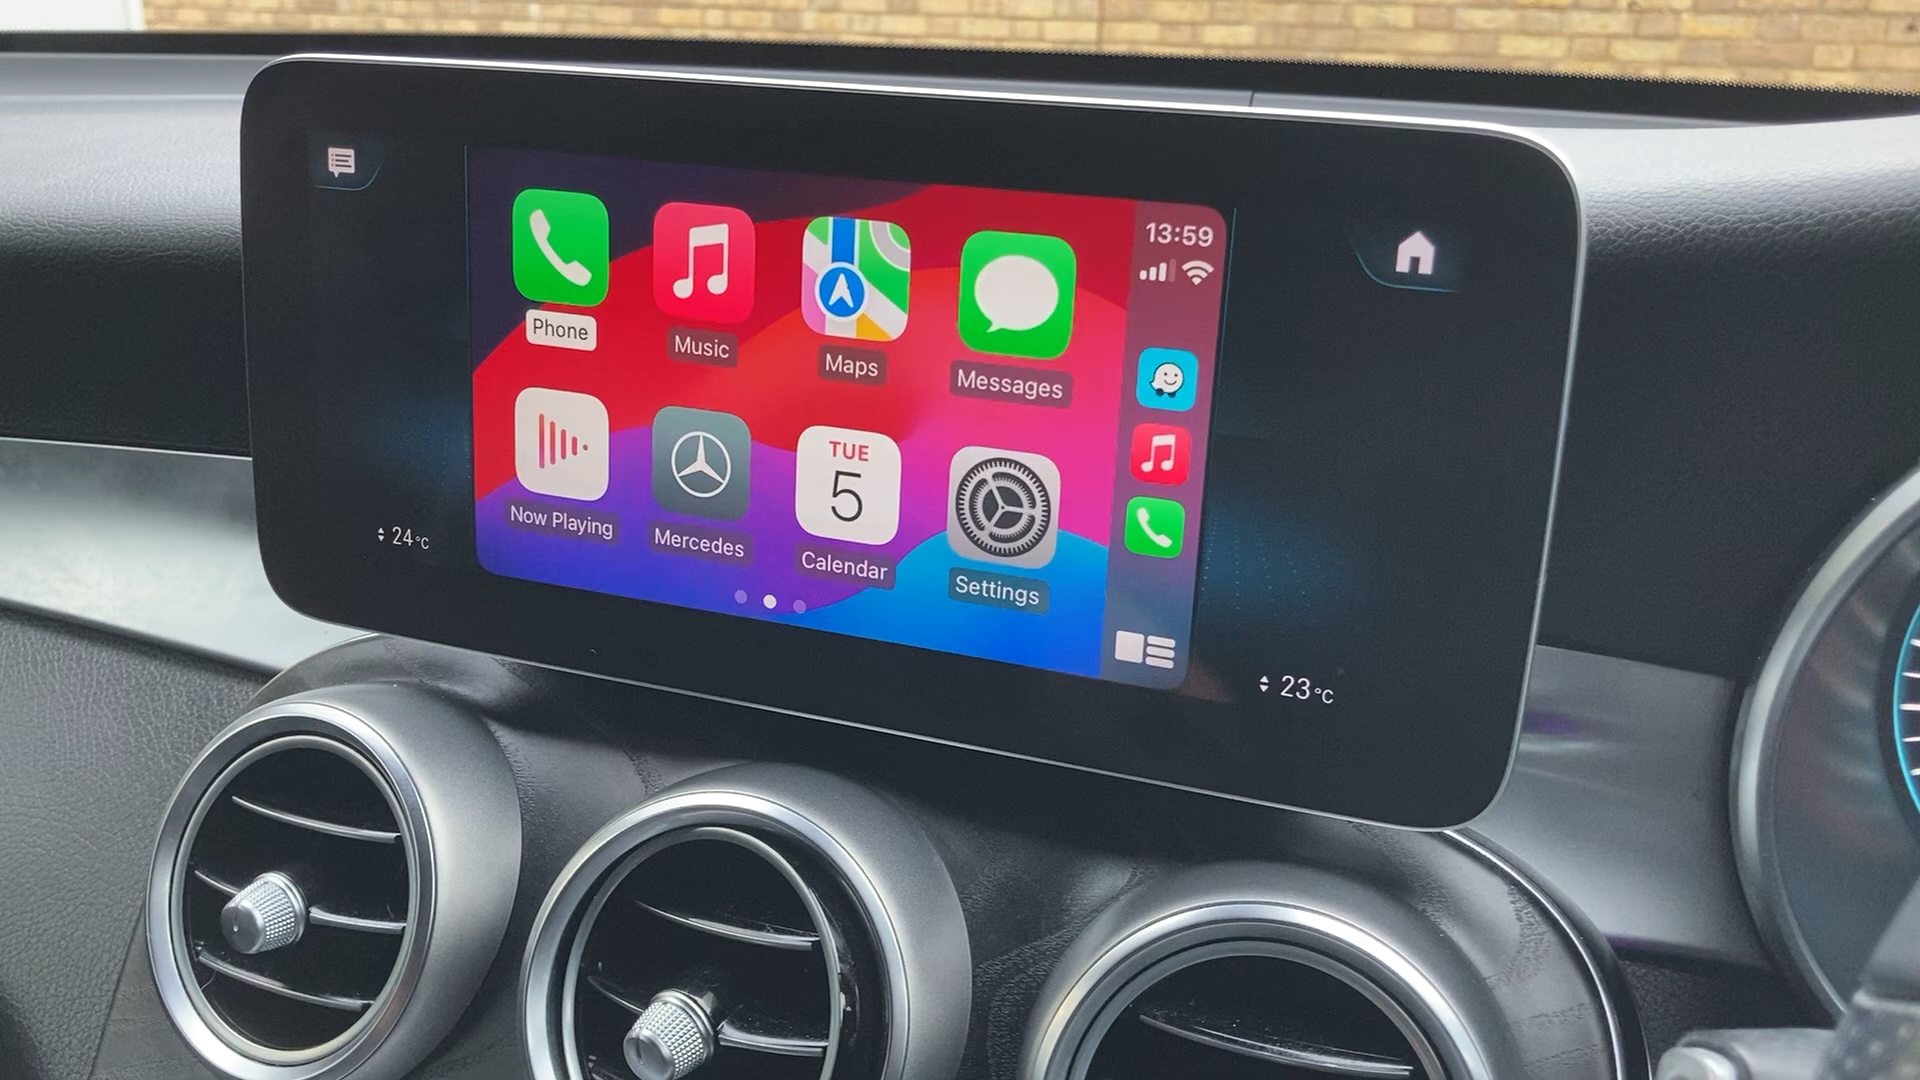 13:59
Phone
Music
Maps
Messages
TUE
5
Now Playing
Mercedes
Calendar
Settings
24°C
23°C